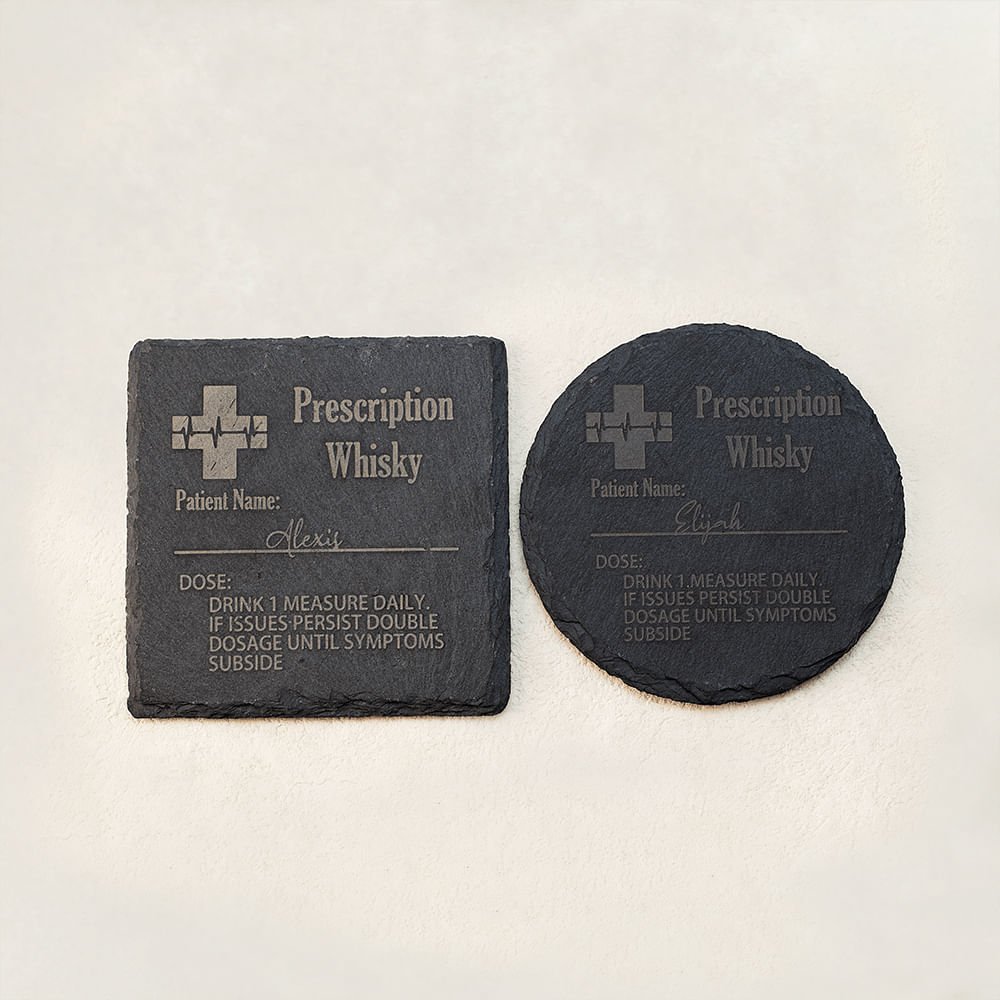 Prescription
Whisky
Patient Name:
Alexis
DOSE:
DRINK 1 MEASURE DAILY.
IF ISSUES PERSIST DOUBLE
DOSAGE UNTIL SYMPTOMS
SUBSIDE
Prescription
Whisky
Patient Name:
Elijah
DOSE:
DRINK 1 MEASURE DAILY.
IF ISSUES PERSIST DOUBLE
DOSAGE UNTIL SYMPTOMS
SUBSIDE